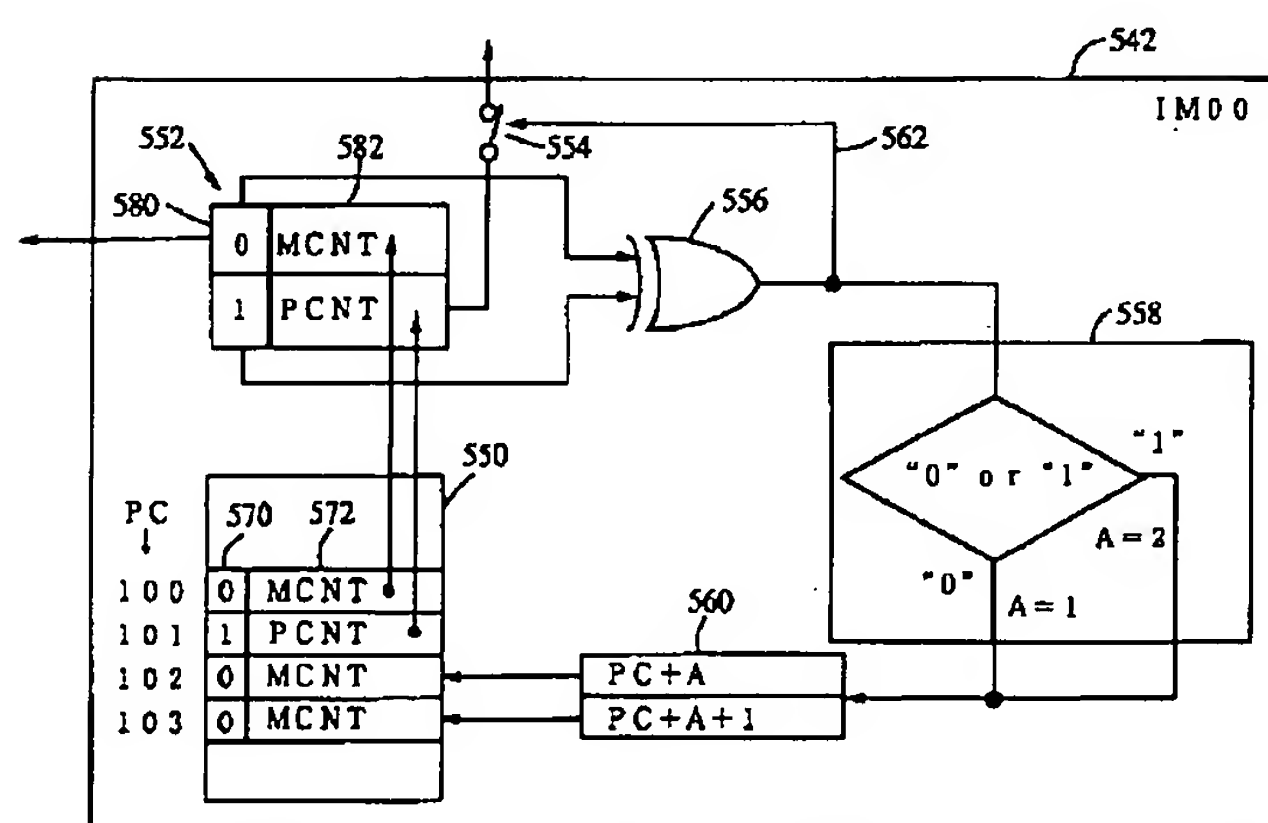 542
IM00
552
582
554
562
580
0 MCNT
1 PCNT
556
558
"0" or "1"
"1"
A=2
"0"
A=1
550
PC
570
572
100 0 MCNT
101 1 PCNT
102 0 MCNT
103 0 MCNT
560
PC+A
PC+A+1